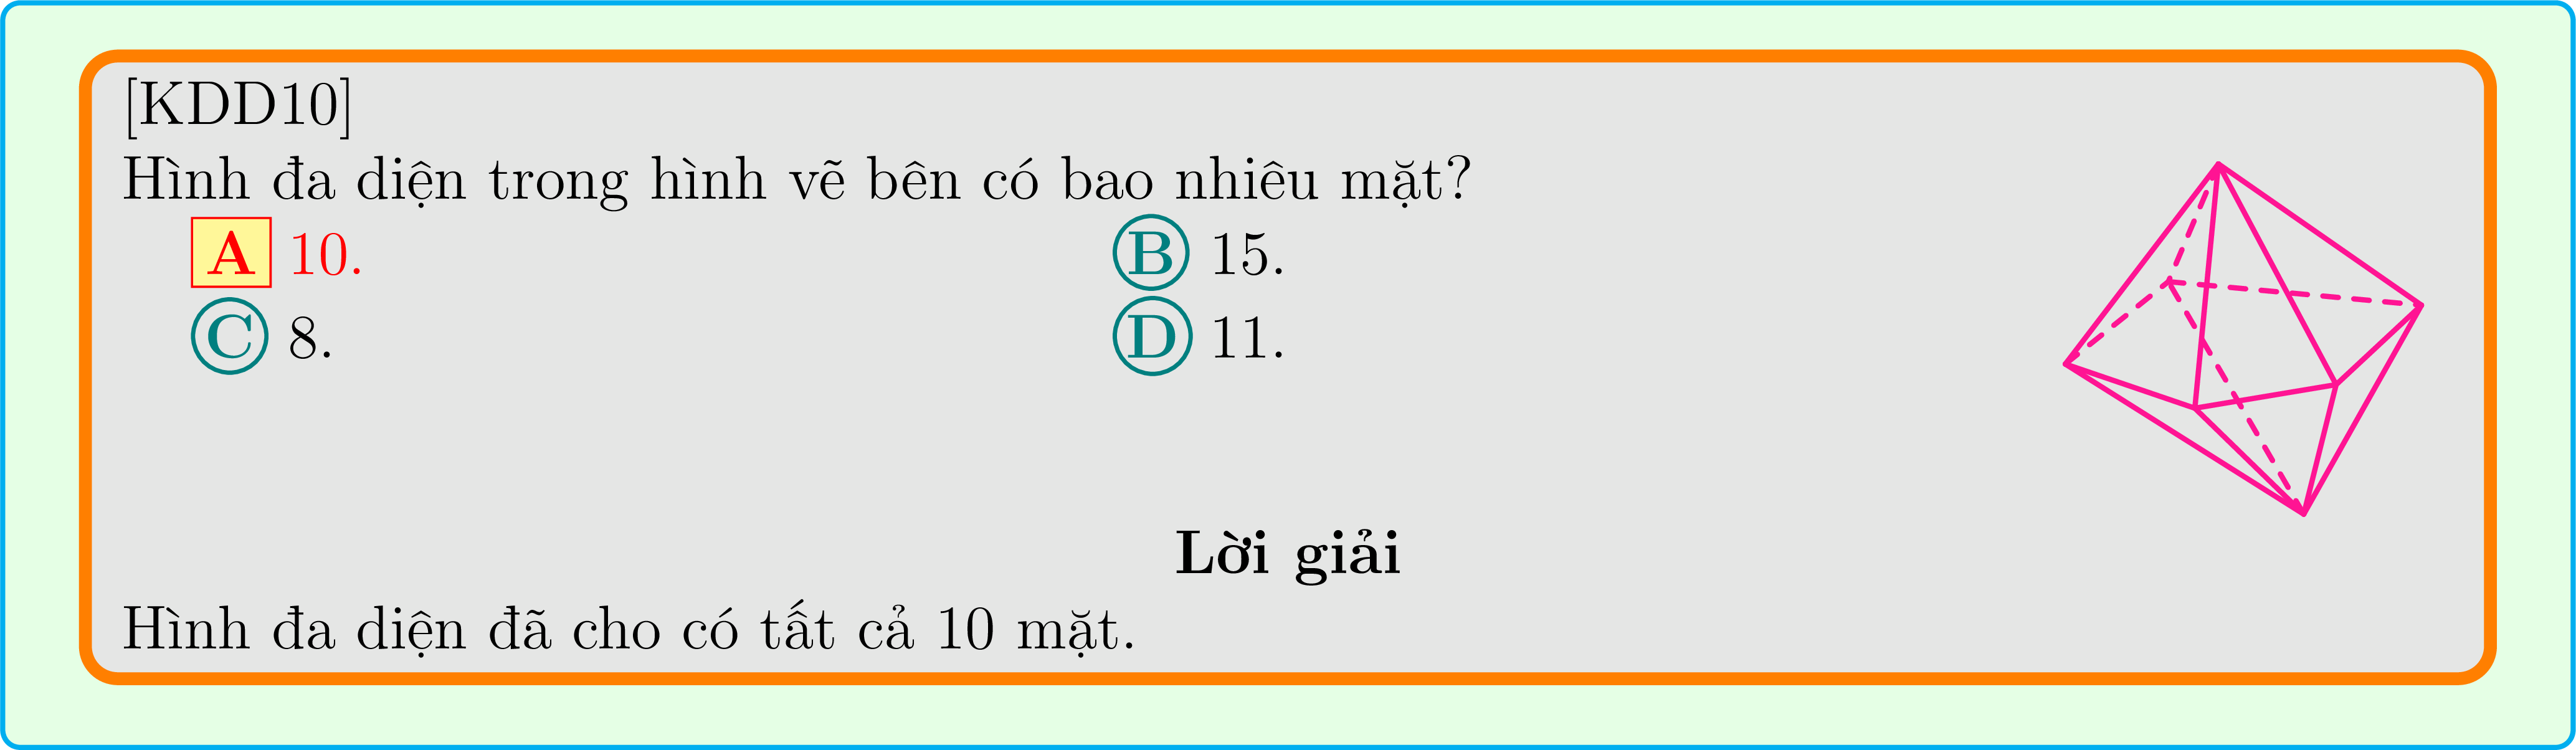 [KDD10]
Hình đa diện trong hình vẽ bên có bao nhiêu mặt?
A 10.
B 15.
C 8.
D 11.
Lời giải
Hình đa diện đã cho có tất cả 10 mặt.